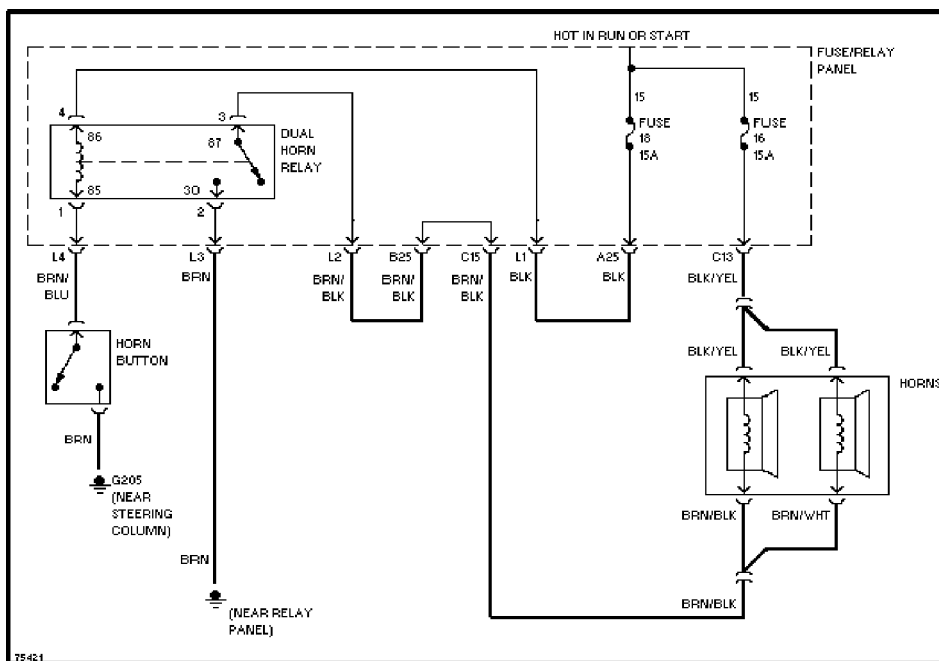 HOT IN RUN OR START
FUSE/RELAY
PANEL
15
15
4
3
DUAL
HORN
RELAY
86
87
FUSE
18
15A
FUSE
16
15A
85
30
1
2
L4
L3
L2
B25
C15
L1
A25
C13
BRN/
BLU
BRN
BRN/
BLK
BRN/
BLK
BRN/
BLK
BLK
BLK
BLK/YEL
HORN
BUTTON
BLK/YEL
BLK/YEL
HORNS
BRN
G205
(NEAR
STEERING
COLUMN)
BRN/BLK
BRN/WHT
BRN
(NEAR RELAY
PANEL)
BRN/BLK
75421